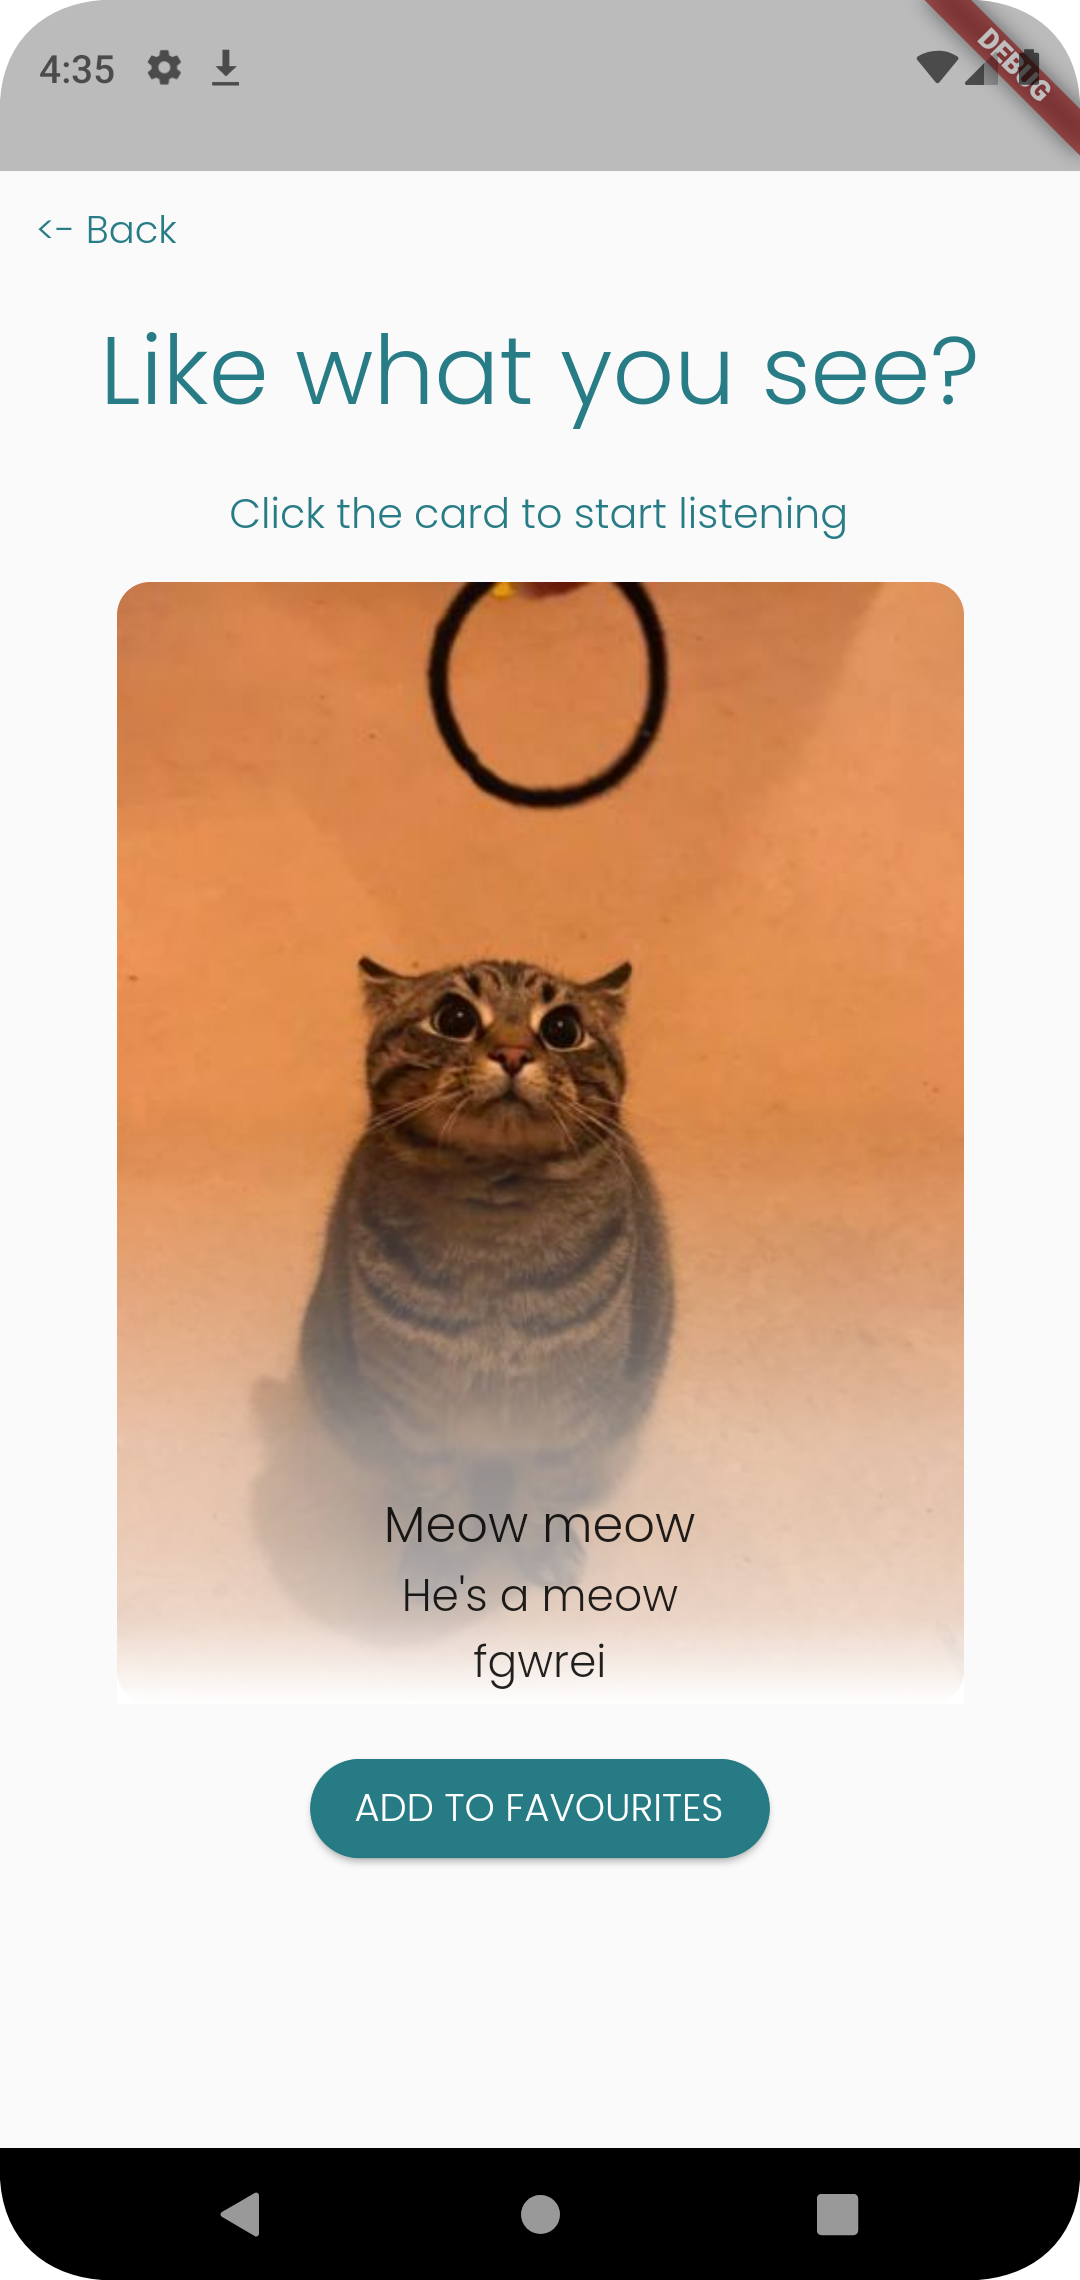 4:35
DEBUG
<- Back
Like what you see?
Click the card to start listening
Meow meow
He's a meow
fgwrei
ADD TO FAVOURITES